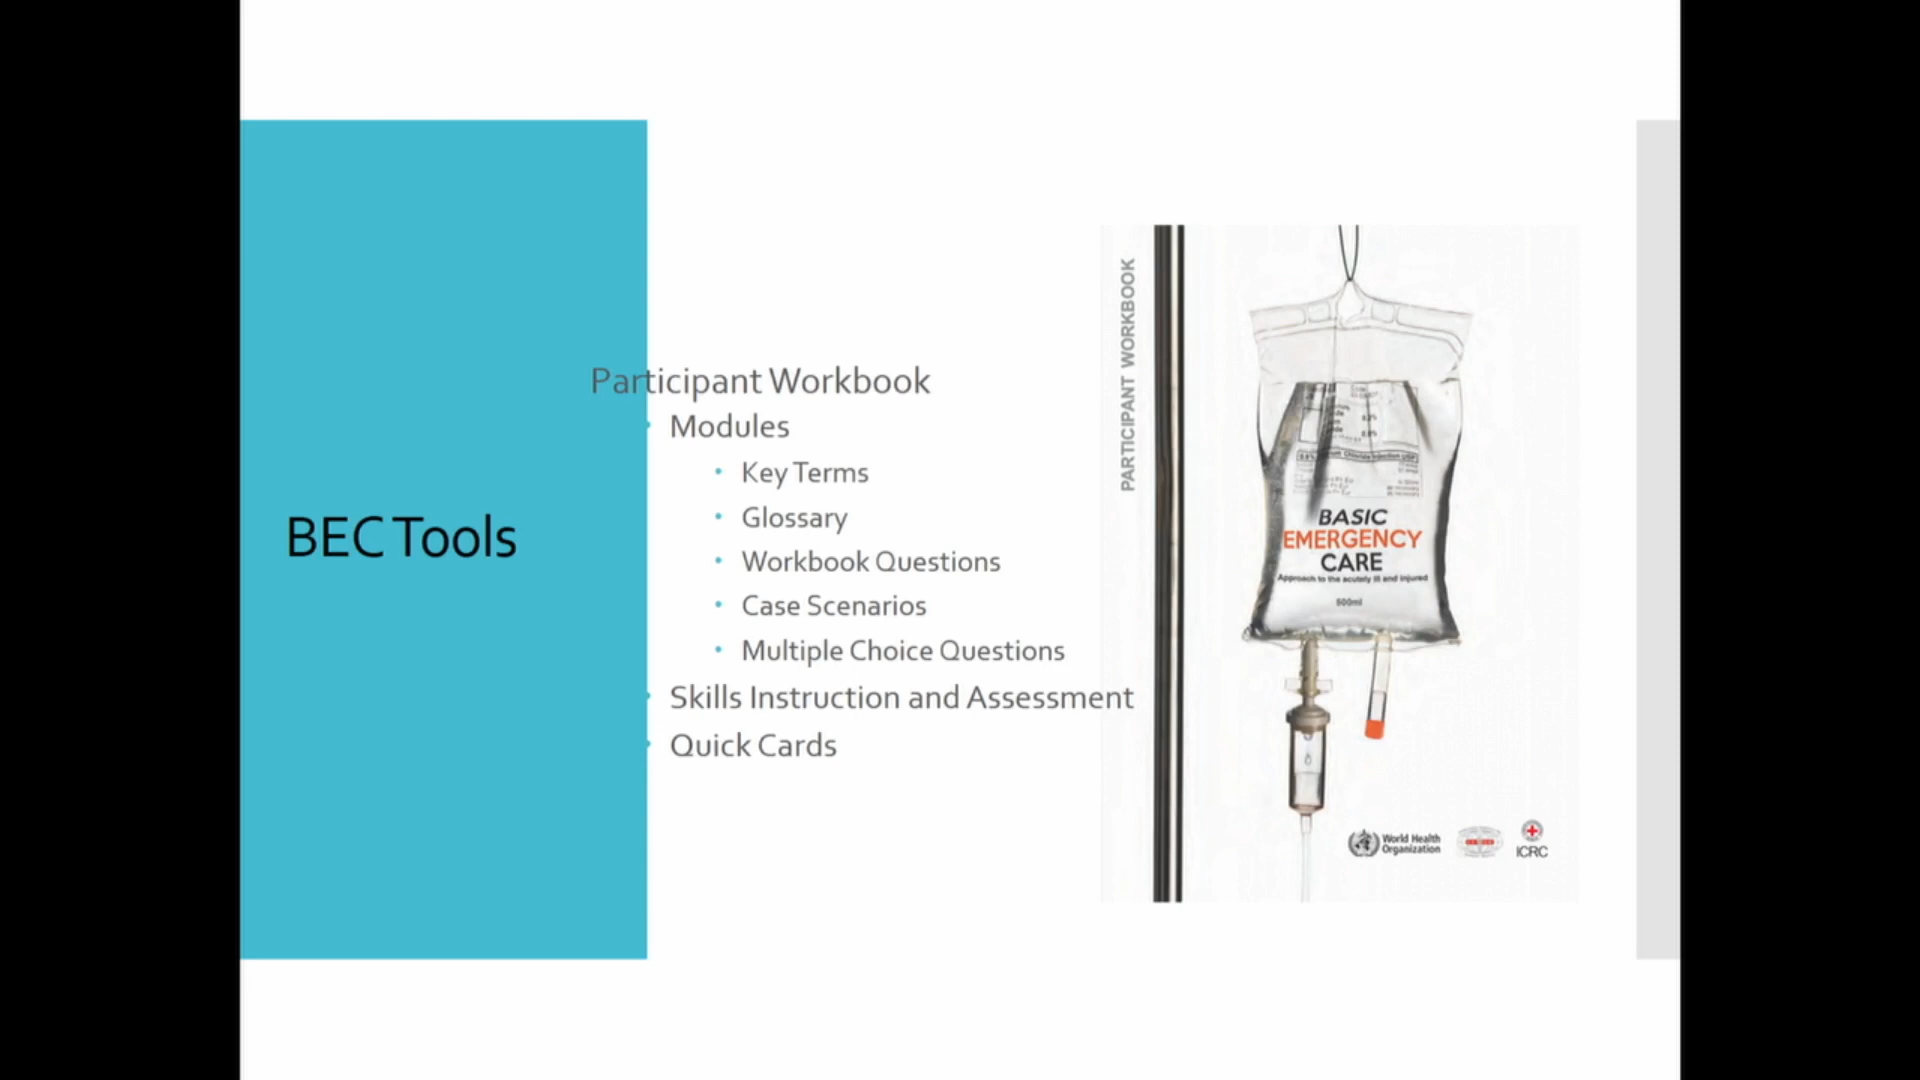 BEC Tools
Participant Workbook
Modules
Key Terms
Glossary
Workbook Questions
Case Scenarios
Multiple Choice Questions
Skills Instruction and Assessment
Quick Cards
PARTICIPANT WORKBOOK
BASIC
EMERGENCY
CARE
Approach to the acutely ill and injured
500ml
World Health
Organization
ICRC